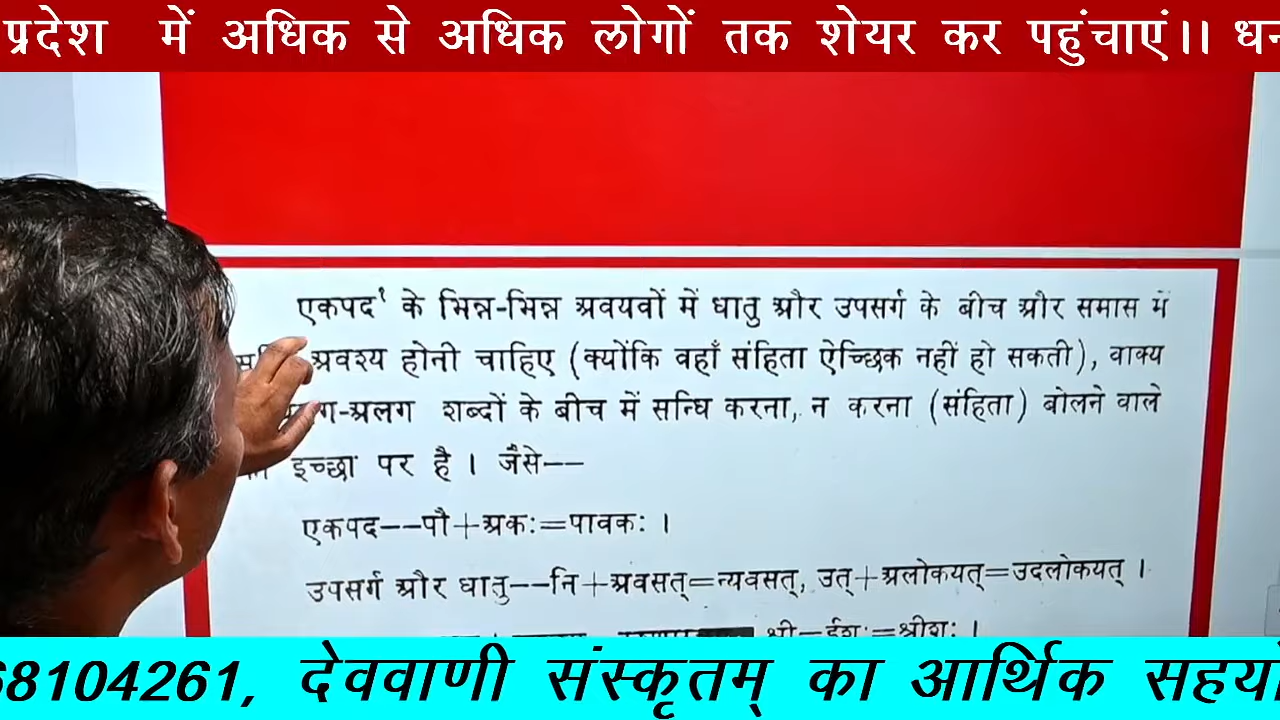 प्रदेश में अधिक से अधिक लोगों तक शेयर कर पहुंचाएं।।
एकपद¹ के भिन्न-भिन्न अवयवों में धातु और उपसर्ग के बीच और समास में
अवश्य होनी चाहिए (क्योंकि वहाँ संहिता ऐच्छिक नहीं हो सकती), वाक्य
ग-अलग शब्दों के बीच में सन्धि करना, न करना (संहिता) बोलने वाले
इच्छा पर है । जैसे--
एकपद--पौ+अकः=पावकः ।
उपसर्ग और धातु--नि+अवसत्=न्यवसत्, उत्+अलोकयत्=उदलोकयत् ।
श्री–ईशः=श्रीशः ।
68104261, देववाणी संस्कृतम् का आर्थिक सहयो